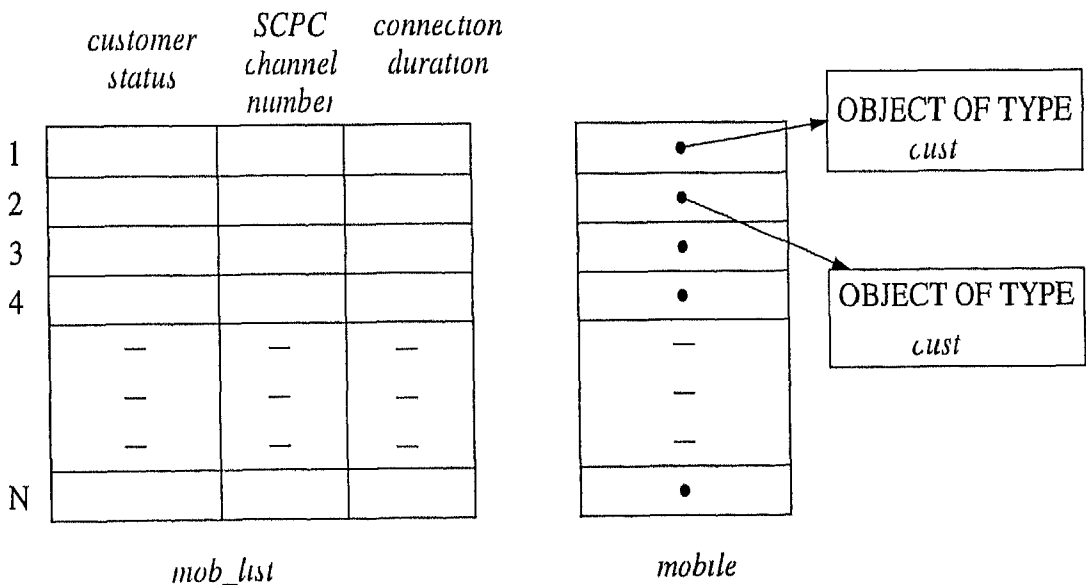 customer status
SCPC channel number
connection duration
1
2
3
4
N
mob_list
mobile
OBJECT OF TYPE
cust
OBJECT OF TYPE
cust